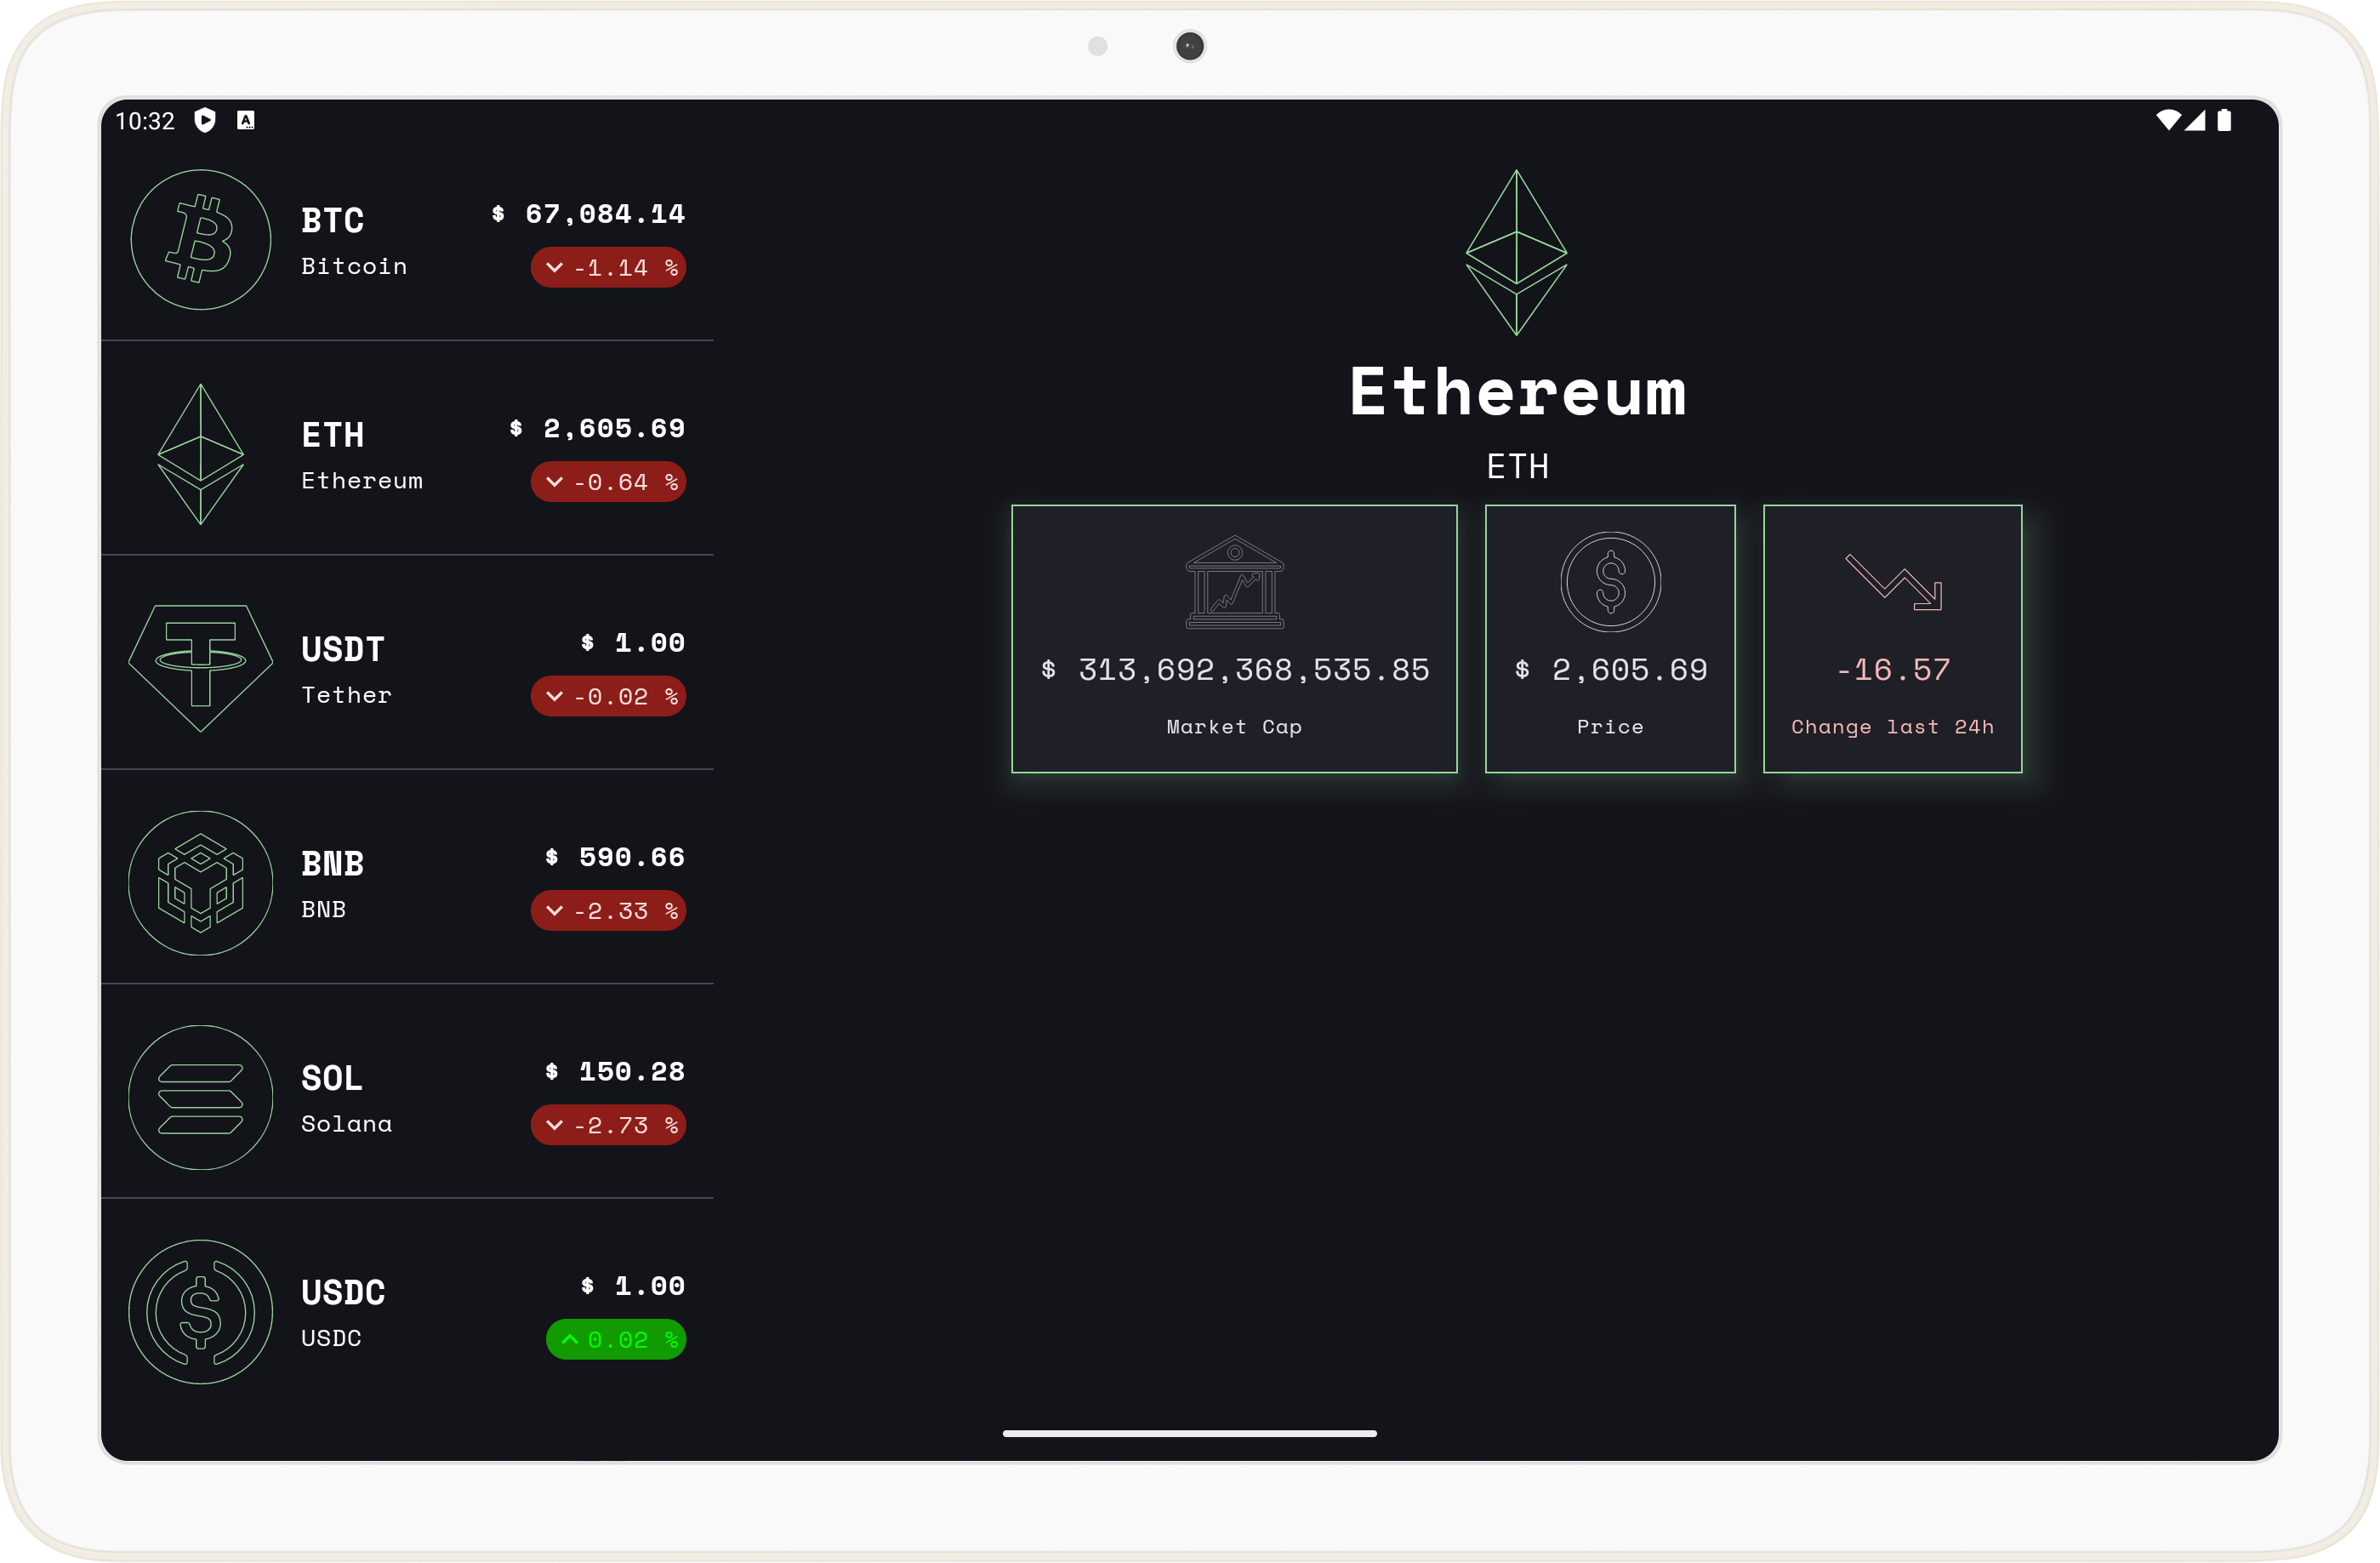 10:32
BTC
$ 67,084.14
Bitcoin
-1.14 %
ETH
$ 2,605.69
Ethereum
-0.64 %
USDT
$ 1.00
Tether
-0.02 %
BNB
$ 590.66
BNB
-2.33 %
SOL
$ 150.28
Solana
-2.73 %
USDC
$ 1.00
USDC
0.02 %
Ethereum
ETH
$ 313,692,368,535.85
Market Cap
$ 2,605.69
Price
-16.57
Change last 24h